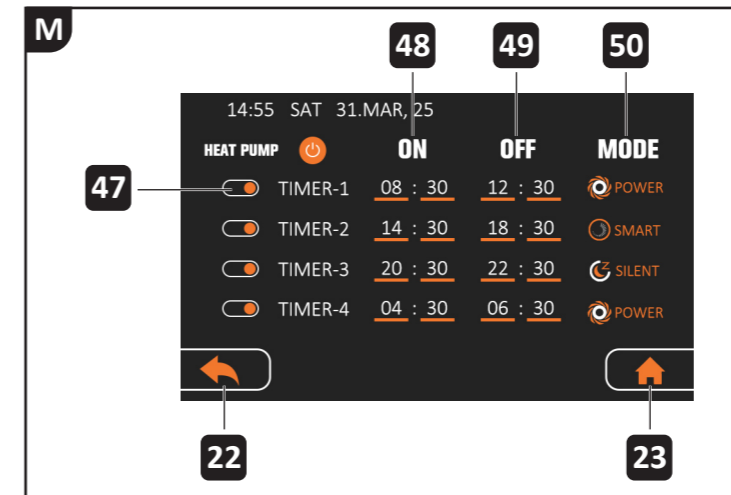 M
48 49 50
14:55 SAT 31.MAR, 25
HEAT PUMP ON OFF MODE
47 TIMER-1 08 : 30 12 : 30 POWER
TIMER-2 14 : 30 18 : 30 SMART
TIMER-3 20 : 30 22 : 30 Z SILENT
TIMER-4 04 : 30 06 : 30 POWER
22 23